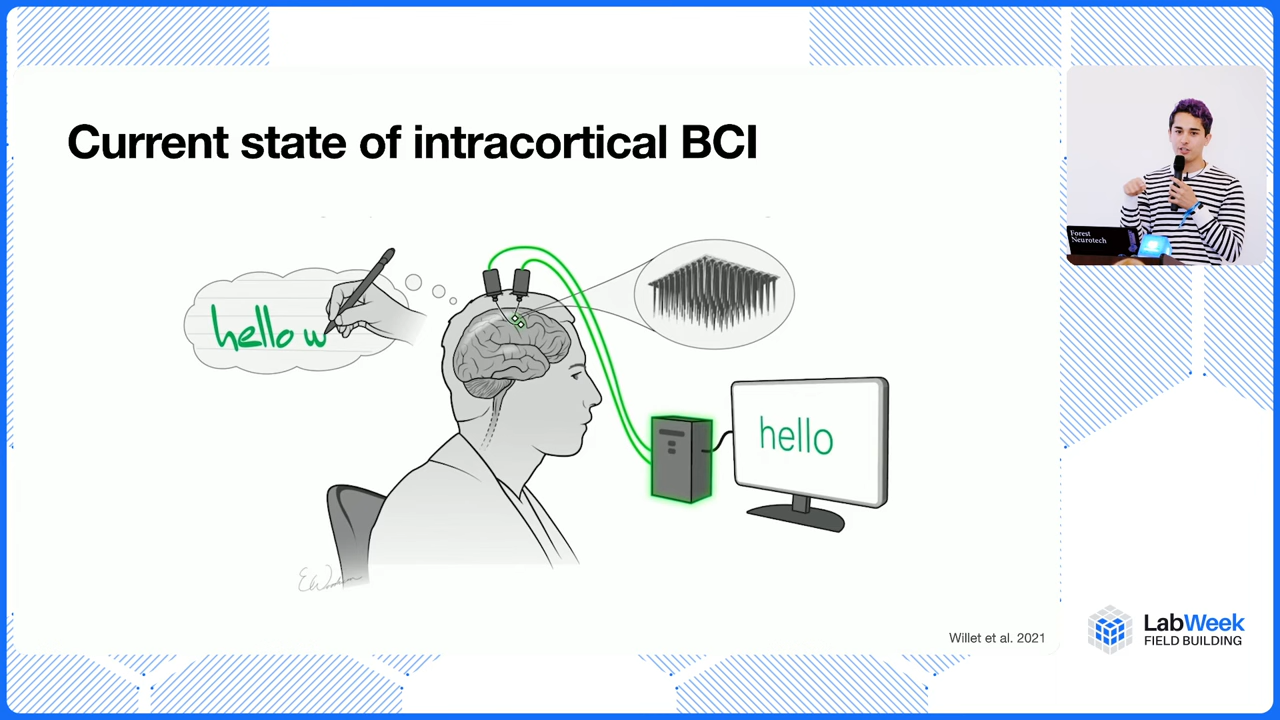 Current state of intracortical BCI
hello w
hello
Forest
Neurotech
Willet et al. 2021
LabWeek
FIELD BUILDING